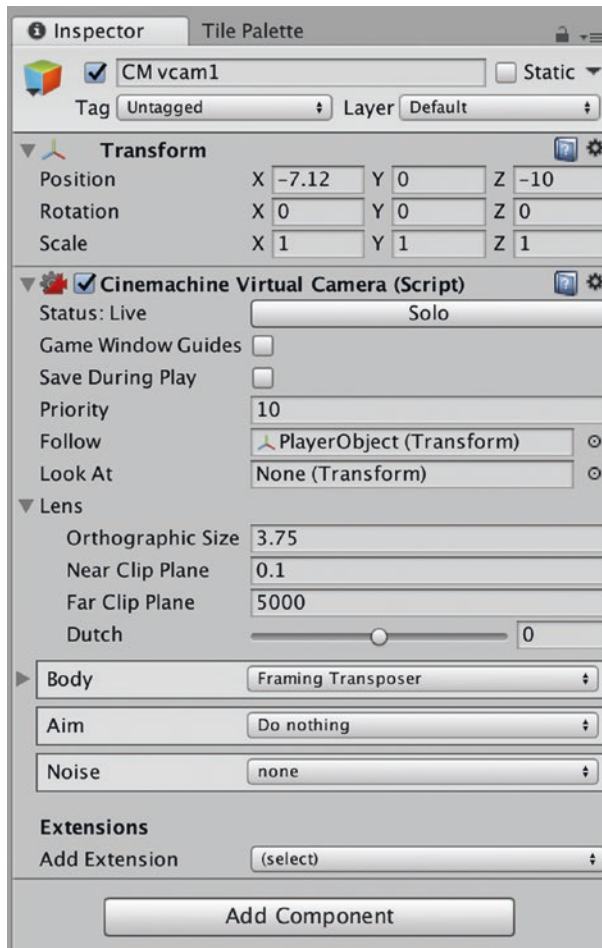 Inspector Tile Palette
CM vcam1 Static
Tag Untagged Layer Default
Transform
Position X -7.12 Y 0 Z -10
Rotation X 0 Y 0 Z 0
Scale X 1 Y 1 Z 1
Cinemachine Virtual Camera (Script)
Status: Live Solo
Game Window Guides
Save During Play
Priority 10
Follow PlayerObject (Transform)
Look At None (Transform)
Lens
Orthographic Size 3.75
Near Clip Plane 0.1
Far Clip Plane 5000
Dutch 0
Body Framing Transposer
Aim Do nothing
Noise none
Extensions
Add Extension (select)
Add Component